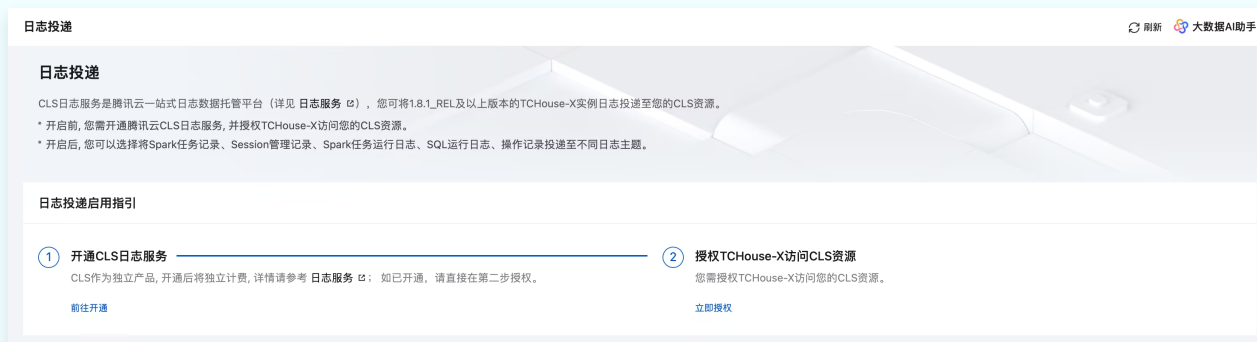 日志投递
刷新 大数据AI助手
日志投递
CLS日志服务是腾讯云一站式日志数据托管平台（详见 日志服务），您可将1.8.1_REL及以上版本的TCHouse-X实例日志投递至您的CLS资源。
* 开启前, 您需开通腾讯云CLS日志服务, 并授权TCHouse-X访问您的CLS资源。
* 开启后, 您可以选择将Spark任务记录、Session管理记录、Spark任务运行日志、SQL运行日志、操作记录投递至不同日志主题。
日志投递启用指引
1 开通CLS日志服务
CLS作为独立产品, 开通后将独立计费, 详情请参考 日志服务； 如已开通，请直接在第二步授权。
前往开通
2 授权TCHouse-X访问CLS资源
您需授权TCHouse-X访问您的CLS资源。
立即授权